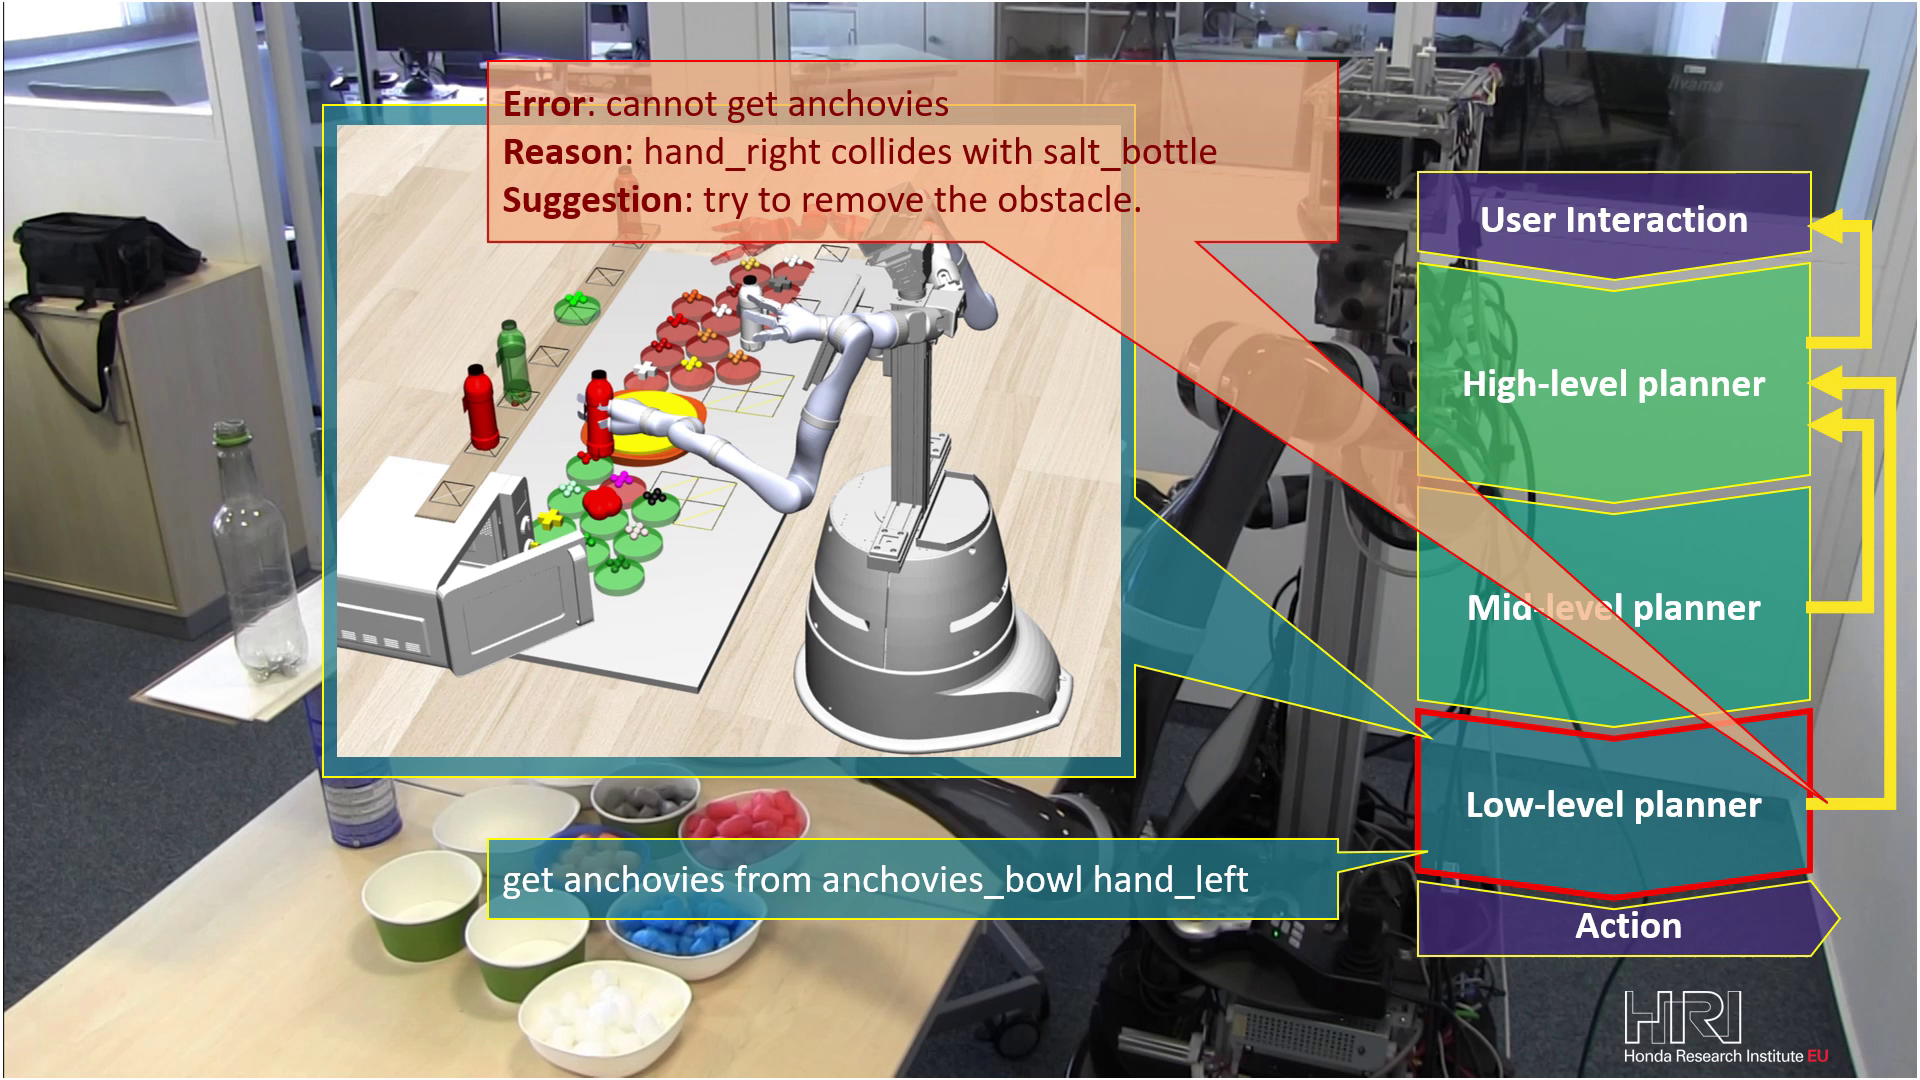 Error: cannot get anchovies
Reason: hand_right collides with salt_bottle
Suggestion: try to remove the obstacle.
User Interaction
High-level planner
Mid-level planner
Low-level planner
Action
get anchovies from anchovies_bowl hand_left
iiyama
HRI
Honda Research Institute EU